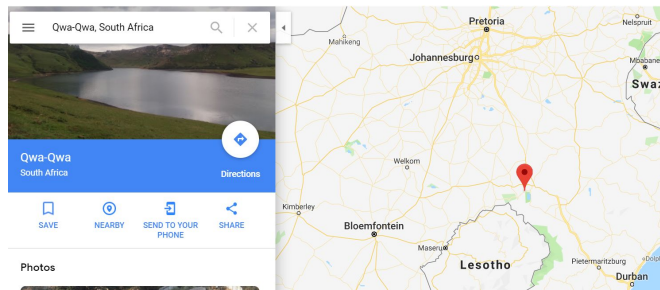 Qwa-Qwa, South Africa
Qwa-Qwa
South Africa
Directions
SAVE
NEARBY
SEND TO YOUR
PHONE
SHARE
Photos
Pretoria
Nelspruit
Mahikeng
Johannesburg
Mbabane
Swaz
Welkom
Kimberley
Bloemfontein
Maseru
Lesotho
Pietermaritzburg
Durban